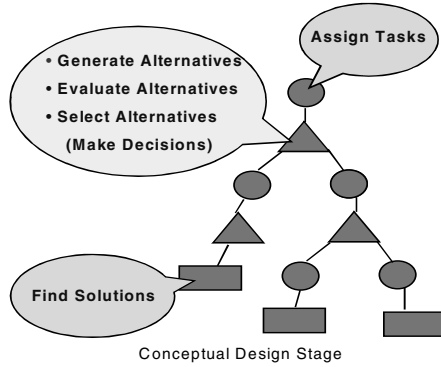 Assign Tasks
• Generate Alternatives
• Evaluate Alternatives
• Select Alternatives
(Make Decisions)
Find Solutions
Conceptual Design Stage